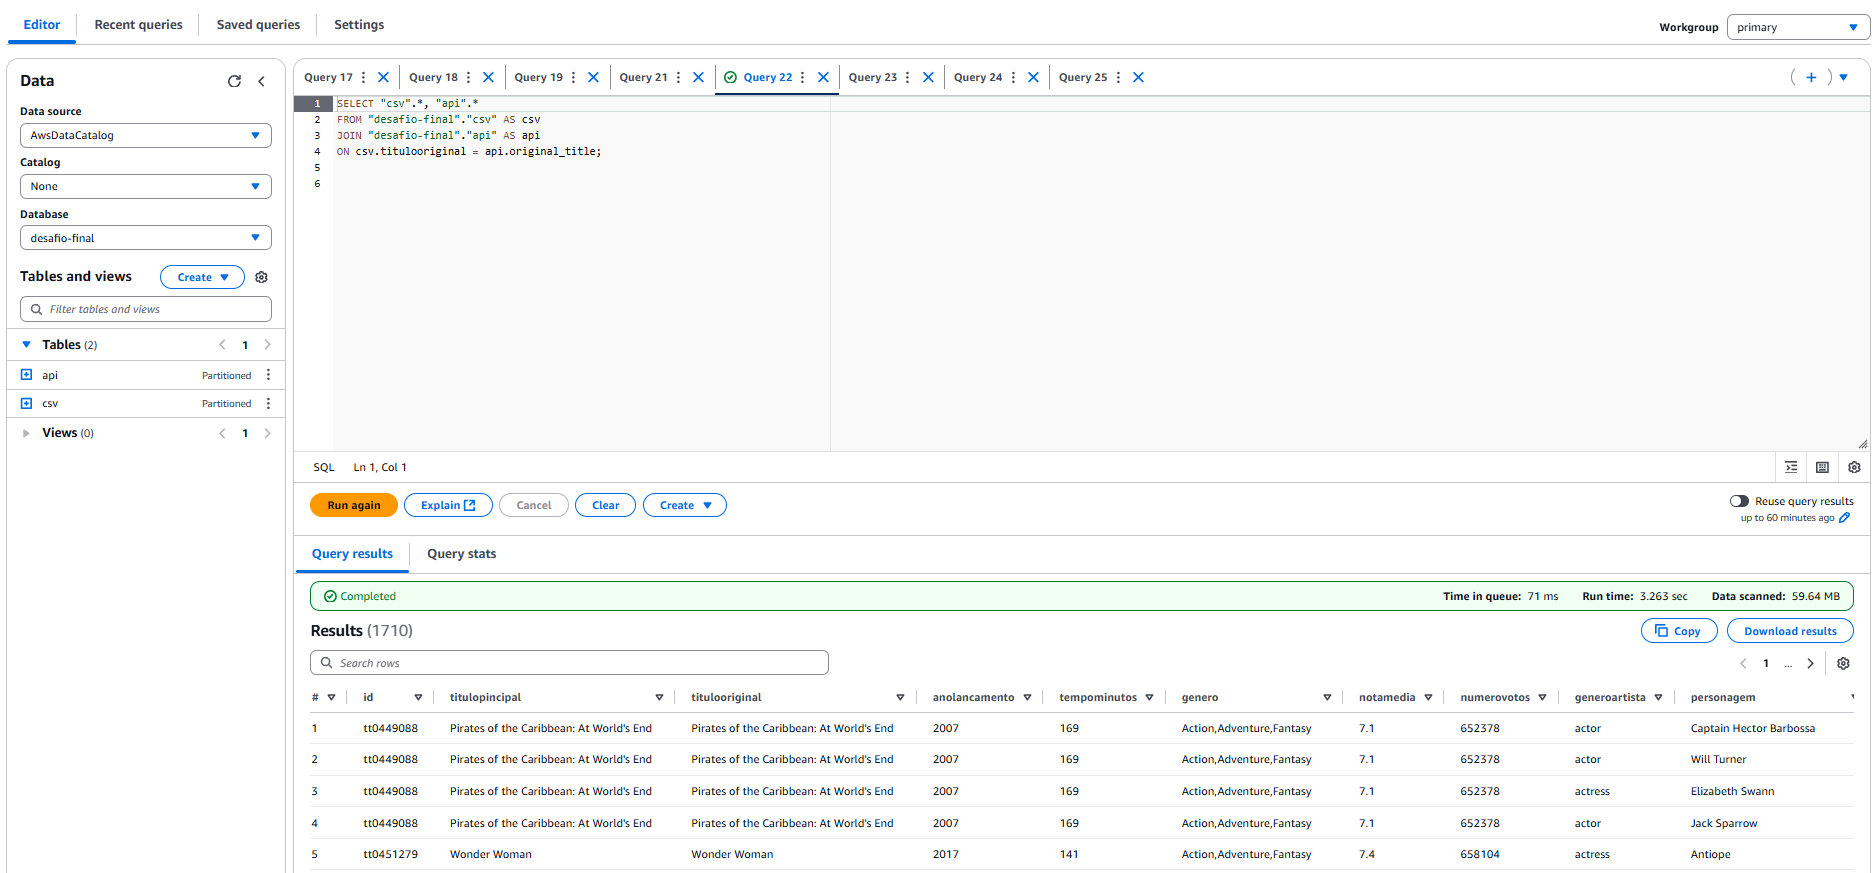 Editor Recent queries Saved queries Settings
Workgroup primary
Data
Data source
AwsDataCatalog
Catalog
None
Database
desafio-final
Tables and views Create
Filter tables and views
Tables (2) 1
api Partitioned
csv Partitioned
Views (0) 1
Query 17 Query 18 Query 19 Query 21 Query 22 Query 23 Query 24 Query 25
1 SELECT "csv".*, "api".*
2 FROM "desafio-final"."csv" AS csv
3 JOIN "desafio-final"."api" AS api
4 ON csv.titulooriginal = api.original_title;
5
6
SQL Ln 1, Col 1
Run again Explain Cancel Clear Create
Reuse query results
up to 60 minutes ago
Query results Query stats
Completed Time in queue: 71 ms Run time: 3.263 sec Data scanned: 59.64 MB
Results (1710) Copy Download results
Search rows 1 ...
# id titulopincipal titulooriginal anolancamento tempominutos genero notamedia numerovotos generoartista personagem
1 tt0449088 Pirates of the Caribbean: At World's End Pirates of the Caribbean: At World's End 2007 169 Action,Adventure,Fantasy 7.1 652378 actor Captain Hector Barbossa
2 tt0449088 Pirates of the Caribbean: At World's End Pirates of the Caribbean: At World's End 2007 169 Action,Adventure,Fantasy 7.1 652378 actor Will Turner
3 tt0449088 Pirates of the Caribbean: At World's End Pirates of the Caribbean: At World's End 2007 169 Action,Adventure,Fantasy 7.1 652378 actress Elizabeth Swann
4 tt0449088 Pirates of the Caribbean: At World's End Pirates of the Caribbean: At World's End 2007 169 Action,Adventure,Fantasy 7.1 652378 actor Jack Sparrow
5 tt0451279 Wonder Woman Wonder Woman 2017 141 Action,Adventure,Fantasy 7.4 658104 actress Antiope